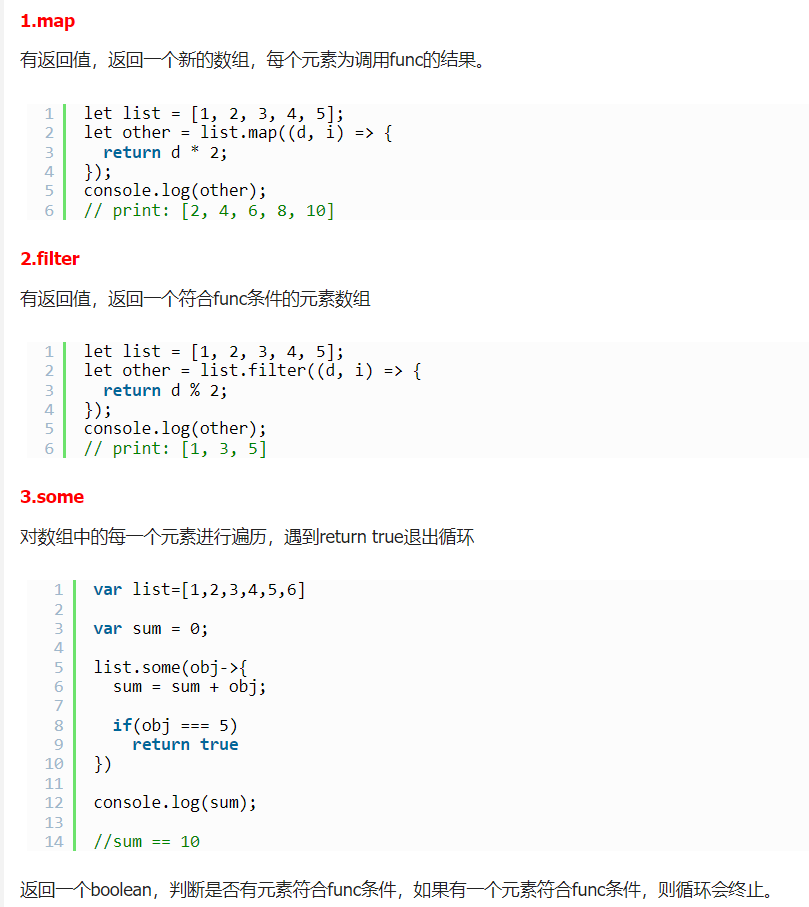 1.map
有返回值，返回一个新的数组，每个元素为调用func的结果。
1 let list = [1, 2, 3, 4, 5];
2 let other = list.map((d, i) => {
3   return d * 2;
4 });
5 console.log(other);
6 // print: [2, 4, 6, 8, 10]
2.filter
有返回值，返回一个符合func条件的元素数组
1 let list = [1, 2, 3, 4, 5];
2 let other = list.filter((d, i) => {
3   return d % 2;
4 });
5 console.log(other);
6 // print: [1, 3, 5]
3.some
对数组中的每一个元素进行遍历，遇到return true退出循环
1 var list=[1,2,3,4,5,6]
2
3 var sum = 0;
4
5 list.some(obj->{
6   sum = sum + obj;
7
8   if(obj === 5)
9     return true
10 })
11
12 console.log(sum);
13
14 //sum == 10
返回一个boolean，判断是否有元素符合func条件，如果有一个元素符合func条件，则循环会终止。